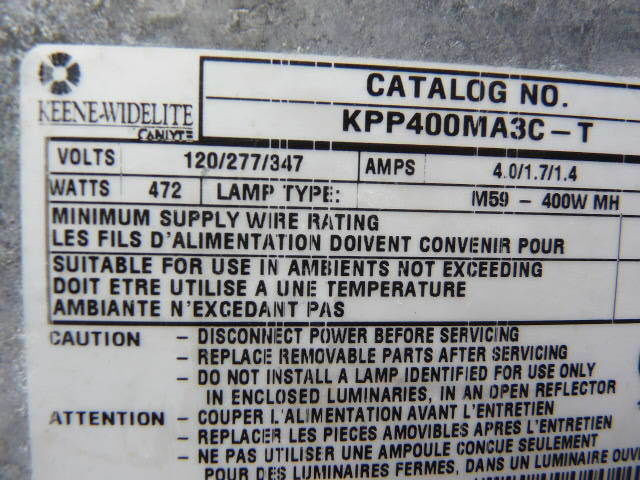 CATALOG NO.
KEENE-WIDELITE
CANLYTE
KPP400MA3C-T
VOLTS 120/277/347 AMPS 4.0/1.7/1.4
WATTS 472 LAMP TYPE: M59 - 400W MH
MINIMUM SUPPLY WIRE RATING
LES FILS D'ALIMENTATION DOIVENT CONVENIR POUR
SUITABLE FOR USE IN AMBIENTS NOT EXCEEDING
DOIT ETRE UTILISE A UNE TEMPERATURE
AMBIANTE N'EXCEDANT PAS
CAUTION - DISCONNECT POWER BEFORE SERVICING
- REPLACE REMOVABLE PARTS AFTER SERVICING
- DO NOT INSTALL A LAMP IDENTIFIED FOR USE ONLY
IN ENCLOSED LUMINARIES, IN AN OPEN REFLECTOR
ATTENTION - COUPER L'ALIMENTATION AVANT L'ENTRETIEN
- REPLACER LES PIECES AMOVIBLES APRES L'ENTRETIEN
- NE PAS UTILISER UNE AMPOULE CONCUE SEULEMENT
POUR DES LUMINAIRES FERMES, DANS UN LUMINAIRE OUV